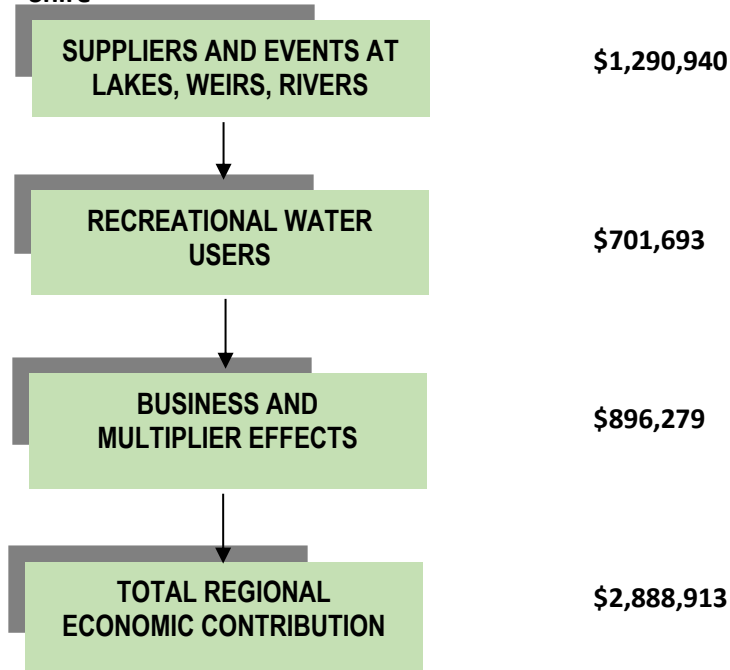 SUPPLIERS AND EVENTS AT
LAKES, WEIRS, RIVERS
$1,290,940
RECREATIONAL WATER
USERS
$701,693
BUSINESS AND
MULTIPLIER EFFECTS
$896,279
TOTAL REGIONAL
ECONOMIC CONTRIBUTION
$2,888,913